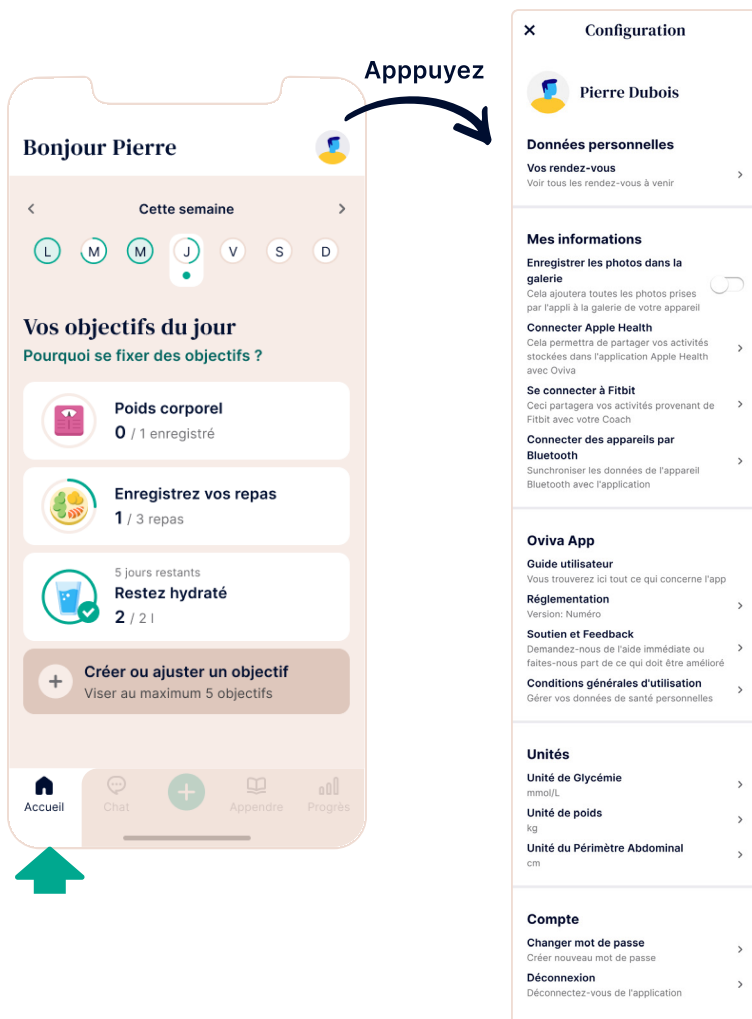 Apppuyez
Bonjour Pierre
Cette semaine
L M M J V S D
Vos objectifs du jour
Pourquoi se fixer des objectifs ?
Poids corporel
0 / 1 enregistré
Enregistrez vos repas
1 / 3 repas
5 jours restants
Restez hydraté
2 / 2 l
Créer ou ajuster un objectif
Viser au maximum 5 objectifs
Accueil
Chat
Appendre
Progrès
Configuration
Pierre Dubois
Données personnelles
Vos rendez-vous
Voir tous les rendez-vous à venir
Mes informations
Enregistrer les photos dans la
galerie
Cela ajoutera toutes les photos prises
par l'appli à la galerie de votre appareil
Connecter Apple Health
Cela permettra de partager vos activités
stockées dans l'application Apple Health
avec Oviva
Se connecter à Fitbit
Ceci partagera vos activités provenant de
Fitbit avec votre Coach
Connecter des appareils par
Bluetooth
Sunchroniser les données de l'appareil
Bluetooth avec l'application
Oviva App
Guide utilisateur
Vous trouverez ici tout ce qui concerne l'app
Réglementation
Version: Numéro
Soutien et Feedback
Demandez-nous de l'aide immédiate ou
faites-nous part de ce qui doit être amélioré
Conditions générales d'utilisation
Gérer vos données de santé personnelles
Unités
Unité de Glycémie
mmol/L
Unité de poids
kg
Unité du Périmètre Abdominal
cm
Compte
Changer mot de passe
Créer nouveau mot de passe
Déconnexion
Déconnectez-vous de l'application